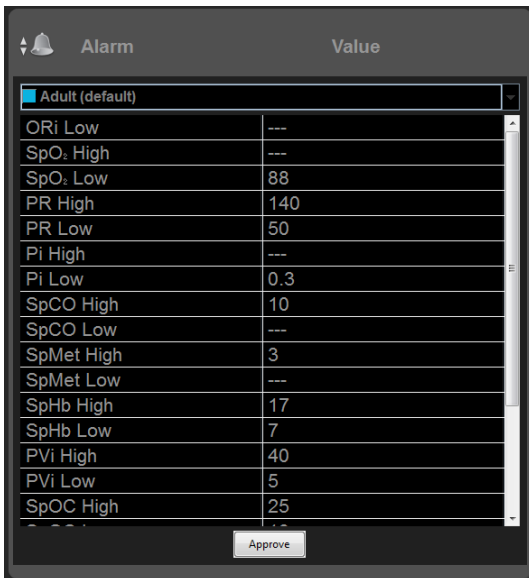 Alarm Value
Adult (default)
ORi Low ---
SpO₂ High ---
SpO₂ Low 88
PR High 140
PR Low 50
Pi High ---
Pi Low 0.3
SpCO High 10
SpCO Low ---
SpMet High 3
SpMet Low ---
SpHb High 17
SpHb Low 7
PVi High 40
PVi Low 5
SpOC High 25
Approve